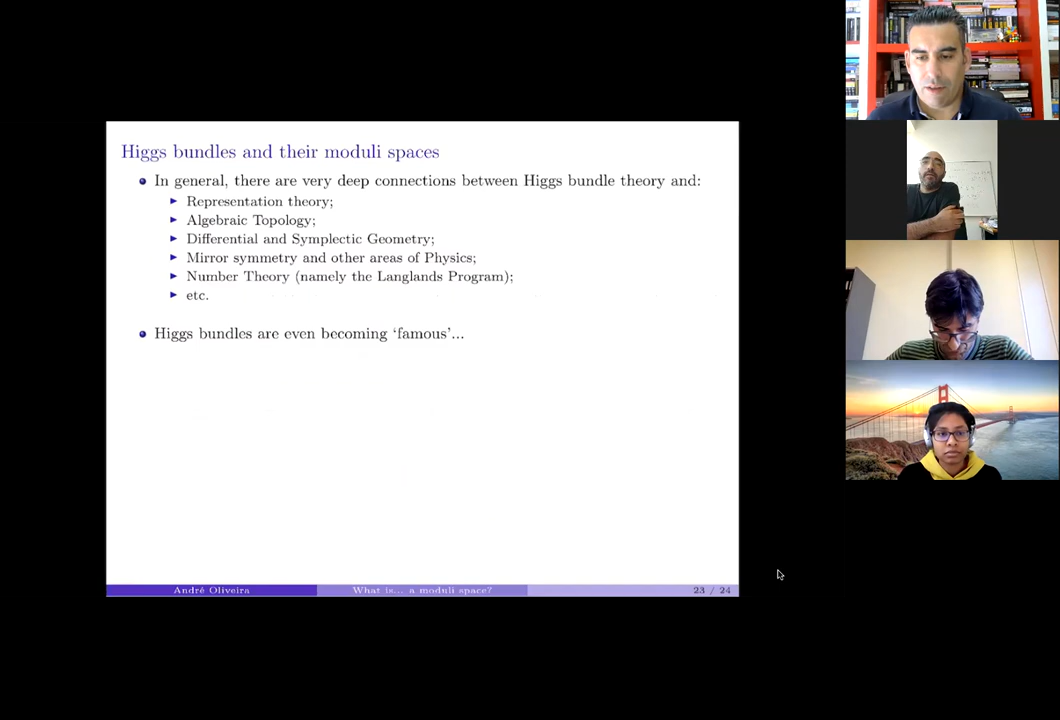 Higgs bundles and their moduli spaces
In general, there are very deep connections between Higgs bundle theory and:
Representation theory;
Algebraic Topology;
Differential and Symplectic Geometry;
Mirror symmetry and other areas of Physics;
Number Theory (namely the Langlands Program);
etc.
Higgs bundles are even becoming ‘famous’...
André Oliveira What is... a moduli space? 23 / 24